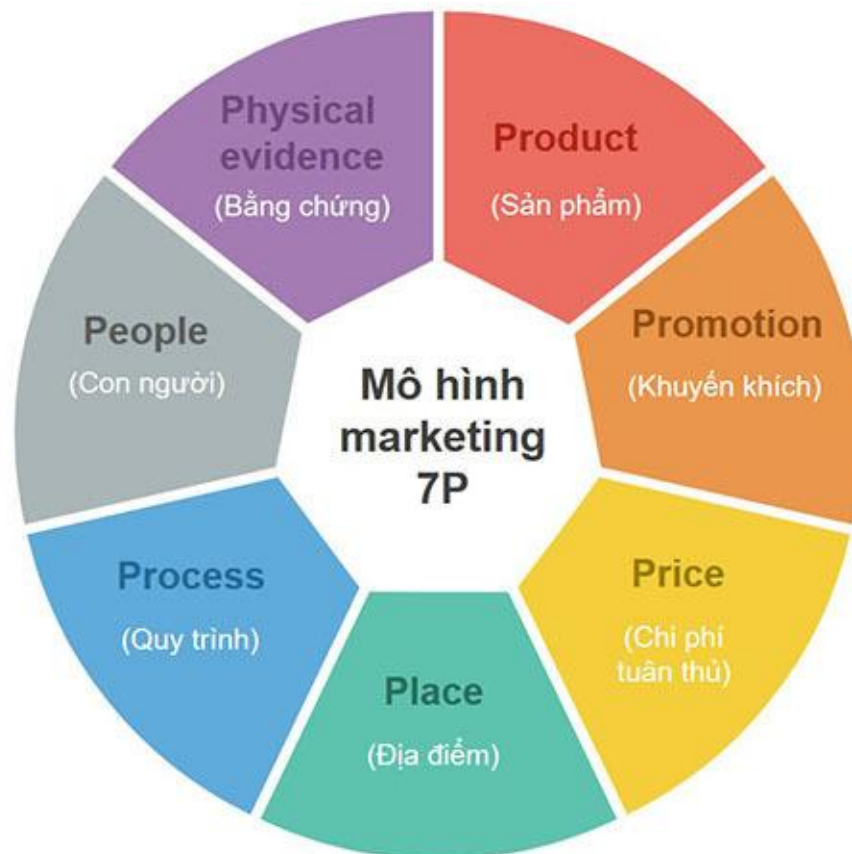 Physical
evidence
(Bằng chứng)
Product
(Sản phẩm)
Promotion
(Khuyến khích)
Price
(Chi phí
tuân thủ)
Place
(Địa điểm)
Process
(Quy trình)
People
(Con người)
Mô hình
marketing
7P